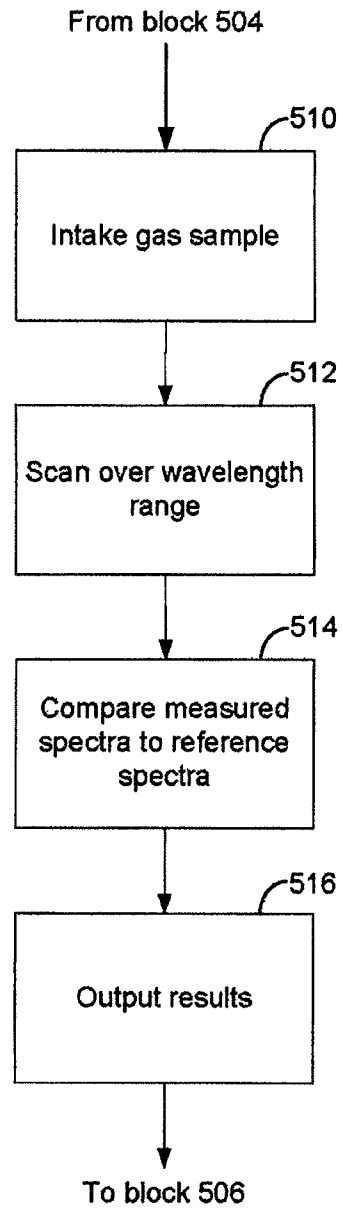 From block 504
510
Intake gas sample
512
Scan over wavelength
range
514
Compare measured
spectra to reference
spectra
516
Output results
To block 506